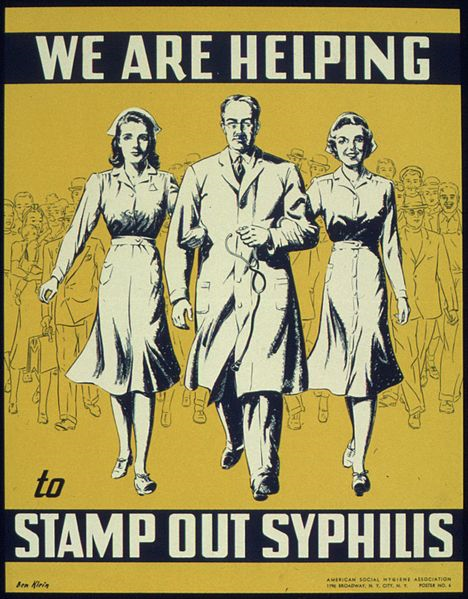 WE ARE HELPING
to
STAMP OUT SYPHILIS
Ben Klein
AMERICAN SOCIAL HYGIENE ASSOCIATION
1790 BROADWAY, N. Y. CITY, N. Y. POSTER NO. 6